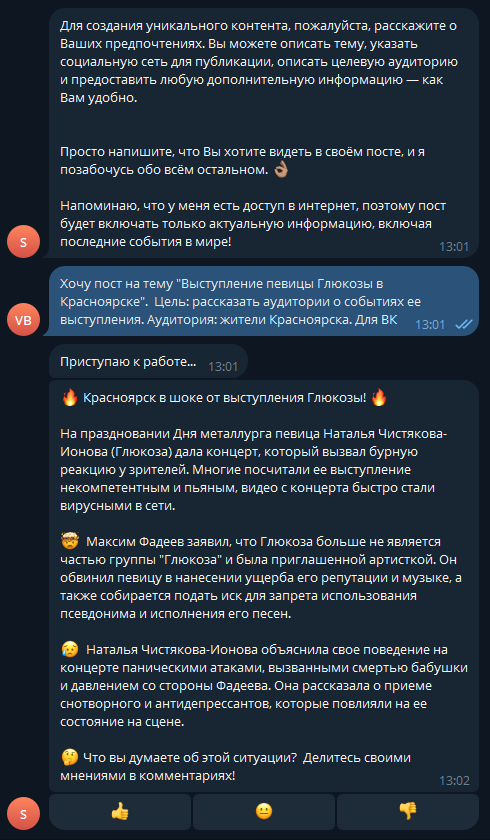 Для создания уникального контента, пожалуйста, расскажите о
Ваших предпочтениях. Вы можете описать тему, указать
социальную сеть для публикации, описать целевую аудиторию
и предоставить любую дополнительную информацию — как
Вам удобно.
Просто напишите, что Вы хотите видеть в своём посте, и я
позабочусь обо всём остальном. 👌🏽
Напоминаю, что у меня есть доступ в интернет, поэтому пост
будет включать только актуальную информацию, включая
последние события в мире!
13:01
S
Хочу пост на тему "Выступление певицы Глюкозы в
Красноярске".  Цель: рассказать аудитории о событиях ее
выступления. Аудитория: жители Красноярска. Для ВК
13:01
VB
Приступаю к работе...
13:01
🔥 Красноярск в шоке от выступления Глюкозы! 🔥
На праздновании Дня металлурга певица Наталья Чистякова-
Ионова (Глюкоза) дала концерт, который вызвал бурную
реакцию у зрителей. Многие посчитали ее выступление
некомпетентным и пьяным, видео с концерта быстро стали
вирусными в сети.
🤯 Максим Фадеев заявил, что Глюкоза больше не является
частью группы "Глюкоза" и была приглашенной артисткой. Он
обвинил певицу в нанесении ущерба его репутации и музыке, а
также собирается подать иск для запрета использования
псевдонима и исполнения его песен.
😥 Наталья Чистякова-Ионова объяснила свое поведение на
концерте паническими атаками, вызванными смертью бабушки
и давлением со стороны Фадеева. Она рассказала о приеме
снотворного и антидепрессантов, которые повлияли на ее
состояние на сцене.
🤔 Что вы думаете об этой ситуации?  Делитесь своими
мнениями в комментариях!
13:02
S
👍 😐 👎